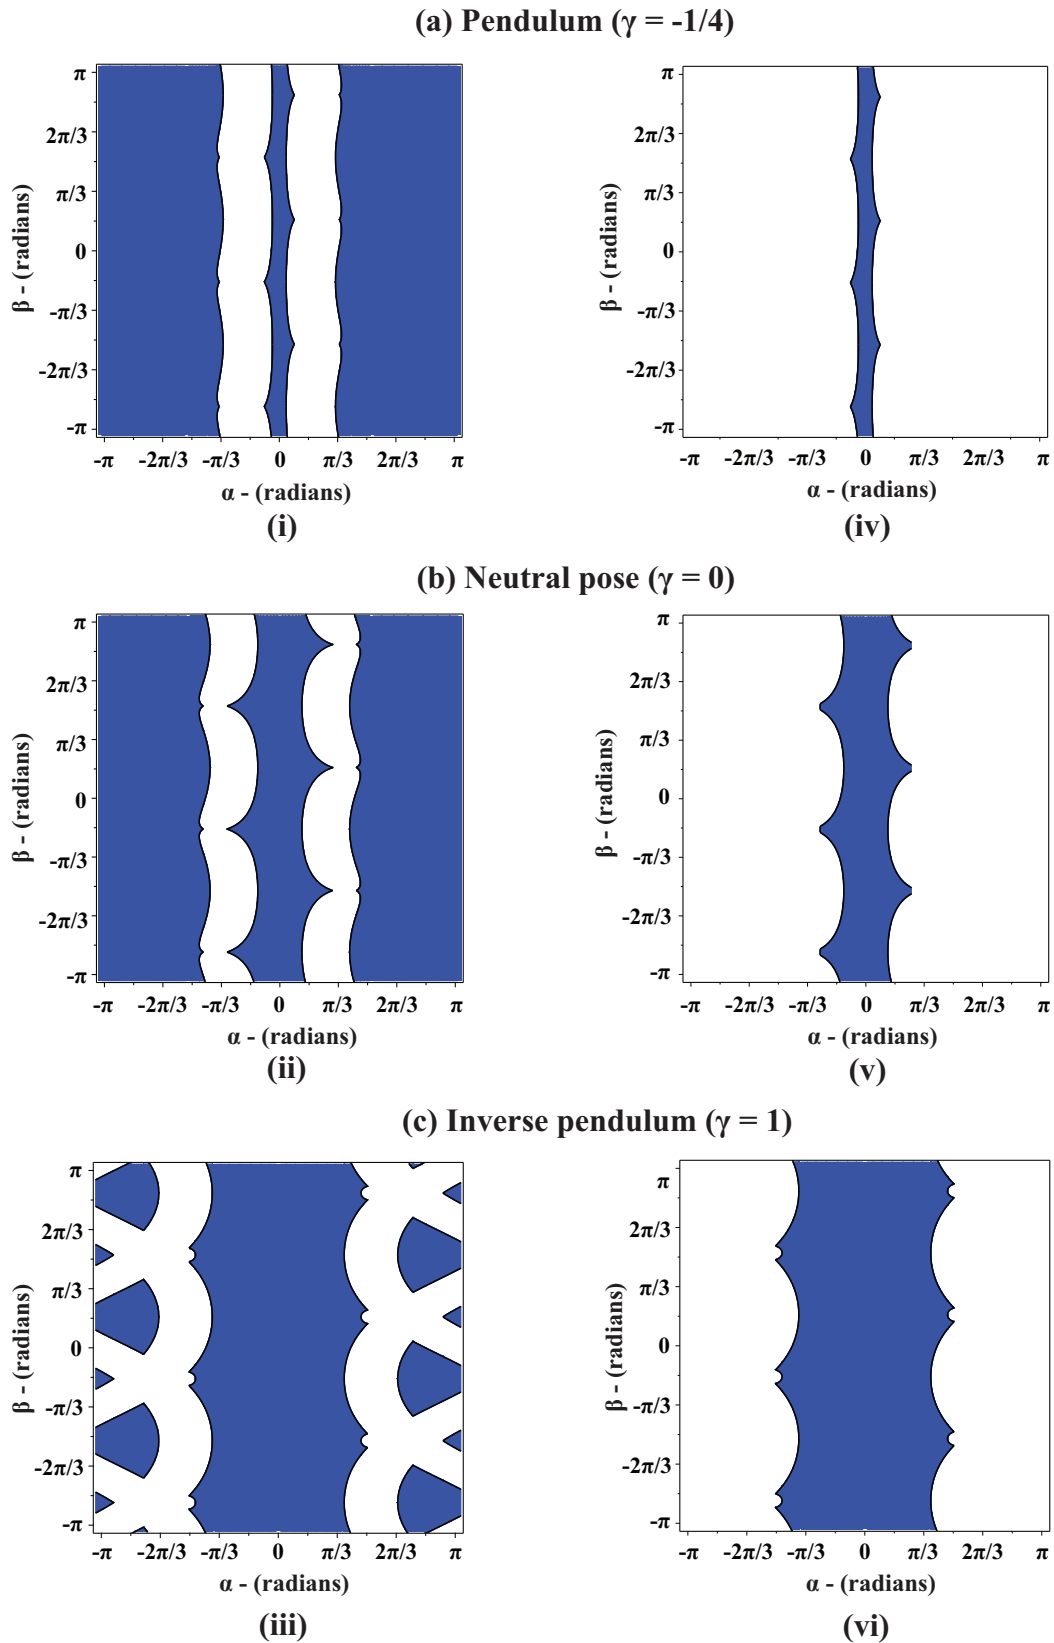 (a) Pendulum (γ = -1/4)
π
2π/3
π/3
0
-π/3
-2π/3
-π
β - (radians)
-π -2π/3 -π/3 0 π/3 2π/3 π
α - (radians)
(i)
π
2π/3
π/3
0
-π/3
-2π/3
-π
β - (radians)
-π -2π/3 -π/3 0 π/3 2π/3 π
α - (radians)
(iv)
(b) Neutral pose (γ = 0)
π
2π/3
π/3
0
-π/3
-2π/3
-π
β - (radians)
-π -2π/3 -π/3 0 π/3 2π/3 π
α - (radians)
(ii)
π
2π/3
π/3
0
-π/3
-2π/3
-π
β - (radians)
-π -2π/3 -π/3 0 π/3 2π/3 π
α - (radians)
(v)
(c) Inverse pendulum (γ = 1)
π
2π/3
π/3
0
-π/3
-2π/3
-π
β - (radians)
-π -2π/3 -π/3 0 π/3 2π/3 π
α - (radians)
(iii)
π
2π/3
π/3
0
-π/3
-2π/3
-π
β - (radians)
-π -2π/3 -π/3 0 π/3 2π/3 π
α - (radians)
(vi)